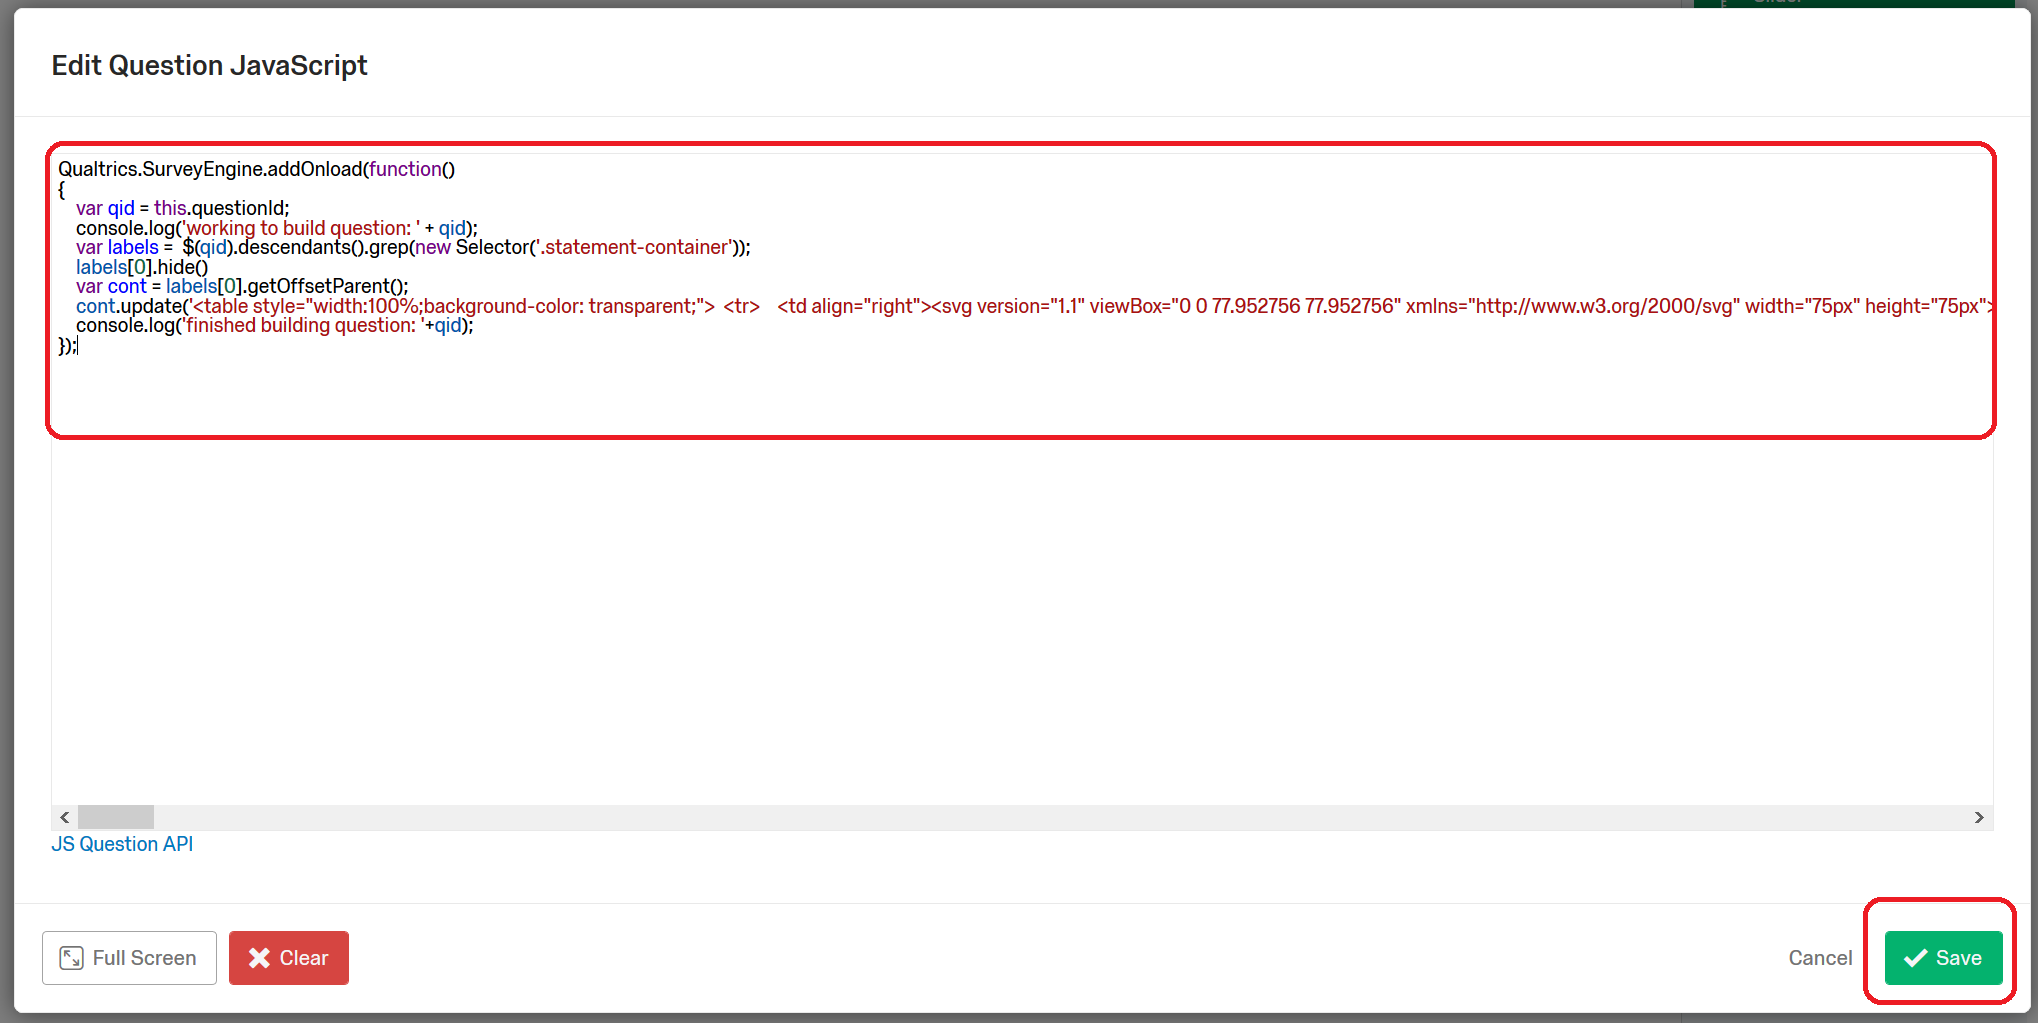 Edit Question JavaScript
Qualtrics.SurveyEngine.addOnload(function()
{
var qid = this.questionId;
console.log('working to build question: ' + qid);
var labels = $(qid).descendants().grep(new Selector('.statement-container'));
labels[0].hide()
var cont = labels[0].getOffsetParent();
cont.update('<table style="width:100%;background-color: transparent;"> <tr> <td align="right"><svg version="1.1" viewBox="0 0 77.952756 77.952756" xmlns="http://www.w3.org/2000/svg" width="75px" height="75px">
console.log('finished building question: '+qid);
});
JS Question API
Full Screen
Clear
Cancel
Save